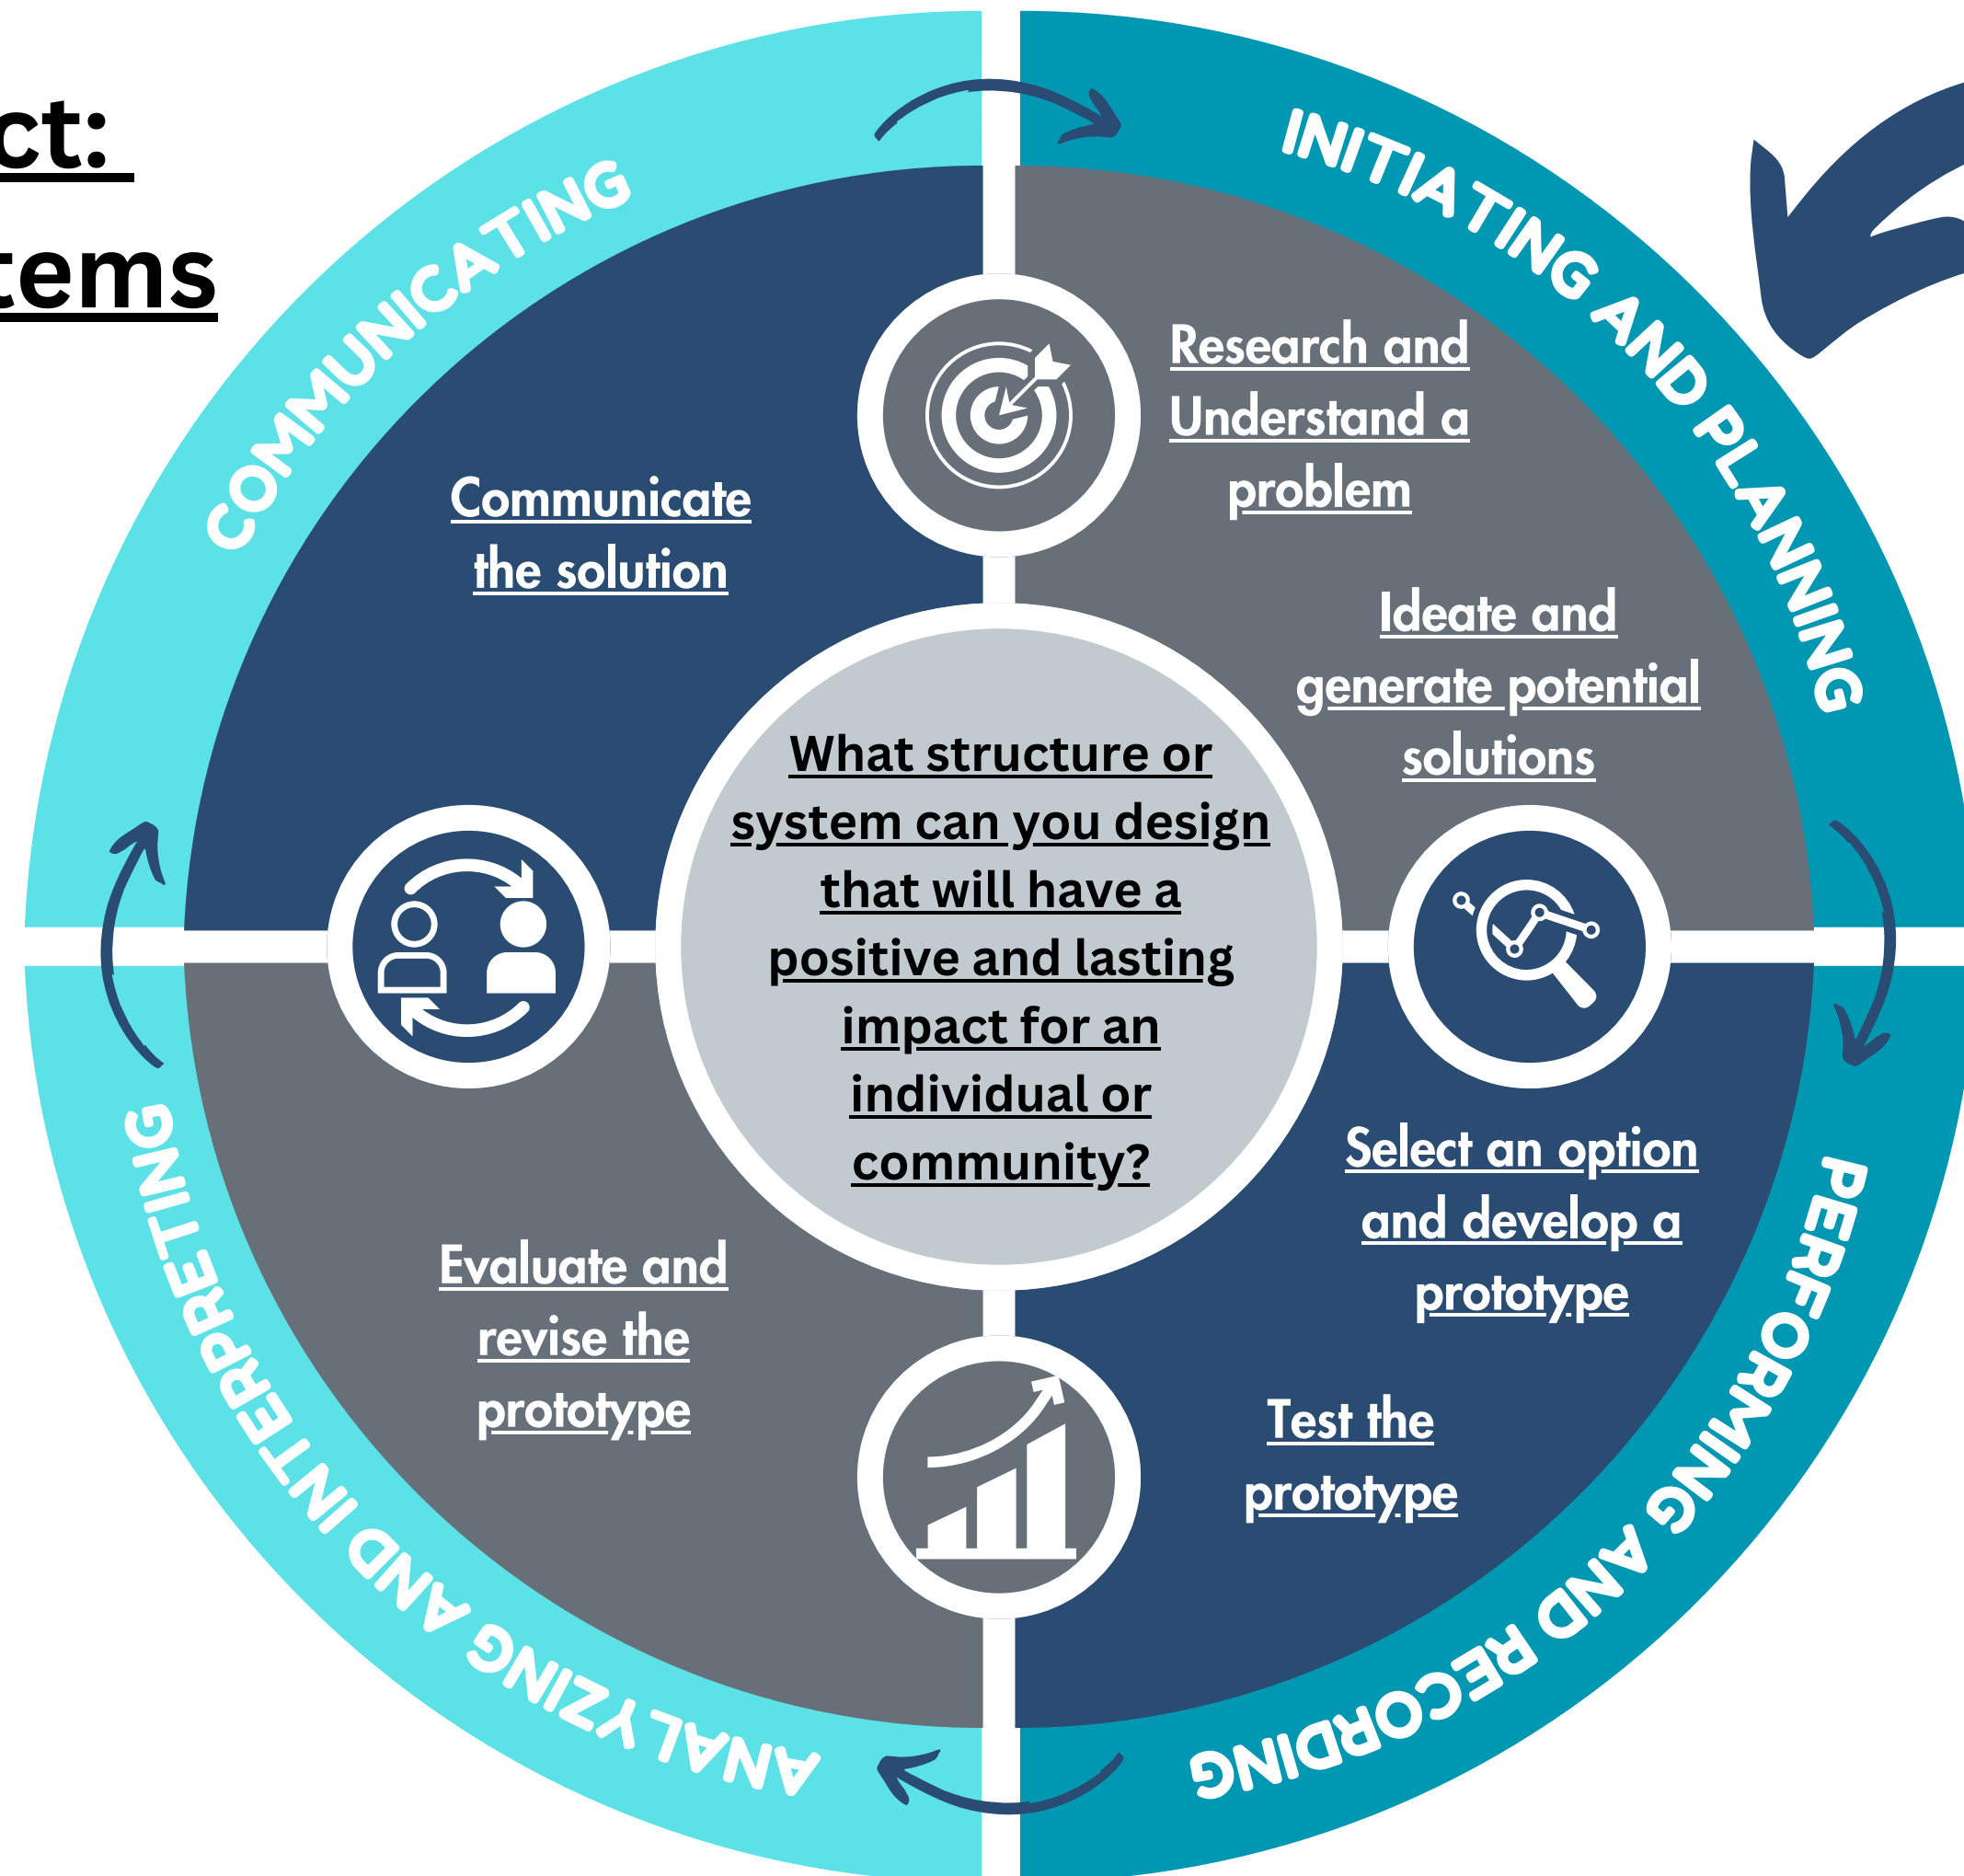 ct:
tems
INITIATING AND PLANNING
Research and
Understand a
problem
Ideate and
generate potential
solutions
PERFORMING AND RECORDING
Select an option
and develop a
prototype
Test the
prototype
ANALYZING AND INTERPRETING
Evaluate and
revise the
prototype
COMMUNICATING
Communicate
the solution
What structure or
system can you design
that will have a
positive and lasting
impact for an
individual or
community?